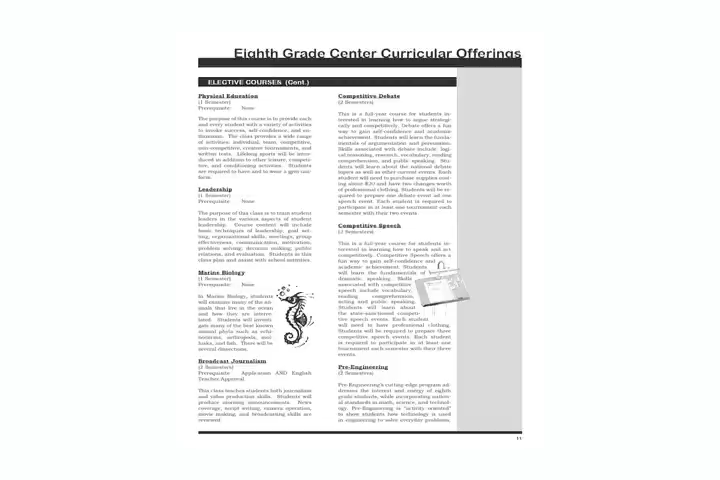 Eighth Grade Center Curricular Offerings
ELECTIVE COURSES (Cont.)
Physical Education
(1 Semester)
Prerequisite: None
The purpose of this course is to provide each
and every student with a variety of activities
to invoke success, self-confidence, and en-
thusiasm. The class provides a wide range
of activities: individual, team, competitive,
non-competitive, creative tournaments, and
written tests. Lifelong sports will be intro-
duced in addition to other leisure, competi-
tive, and conditioning activities. Students
are required to have and to wear a gym uni-
form.
Leadership
(1 Semester)
Prerequisite: None
The purpose of this class is to train student
leaders in the various aspects of student
leadership. Course content will include
basic techniques of leadership, goal set-
ting, organizational skills, meetings, group
effectiveness, communication, motivation,
problem solving, decision making, public
relations, and evaluation. Students in this
class plan and assist with school activities.
Marine Biology
(1 Semester)
Prerequisite: None
In Marine Biology, students
will examine many of the an-
imals that live in the ocean
and how they are interre-
lated. Students will investi-
gate many of the best known
animal phyla such as echi-
noderms, arthropods, mol-
lusks, and fish. There will be
several dissections.
Broadcast Journalism
(2 Semesters)
Prerequisite: Application AND English
Teacher Approval
This class teaches students both journalism
and video production skills. Students will
produce morning announcements. News
coverage, script writing, camera operation,
movie making, and broadcasting skills are
reviewed.
Competitive Debate
(2 Semesters)
This is a full-year course for students in-
terested in learning how to argue strategi-
cally and competitively. Debate offers a fun
way to gain self-confidence and academic
achievement. Students will learn the funda-
mentals of argumentation and persuasion.
Skills associated with debate include: logi-
cal reasoning, research, vocabulary, reading
comprehension, and public speaking. Stu-
dents will learn about the national debate
topics as well as other current events. Each
student will need to purchase supplies cost-
ing about $20 and have two changes worth
of professional clothing. Students will be re-
quired to prepare one debate event ad one
speech event. Each student is required to
participate in at least one tournament each
semester with their two events.
Competitive Speech
(2 Semesters)
This is a full-year course for students in-
terested in learning how to speak and act
competitively. Competitive Speech offers a
fun way to gain self-confidence and
academic achievement. Students
will learn the fundamentals of
dramatic speaking. Skills
associated with competitive
speech include vocabulary,
reading comprehension,
acting and public speaking.
Students will learn about
the state-sanctioned competi-
tive speech events. Each student
will need to have professional clothing.
Students will be required to prepare three
competitive speech events. Each student
is required to participate in at least one
tournament each semester with their three
events.
Pre-Engineering
(2 Semesters)
Pre-Engineering's cutting edge program ad-
dresses the interest and energy of eighth
grade students, while incorporating nation-
al standards in math, science, and technol-
ogy. Pre-Engineering is "activity oriented"
to show students how technology is used
in engineering to solve everyday problems.
11